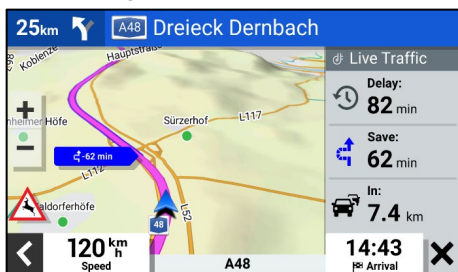 25km A48 Dreieck Dernbach
Koblenz
Hauptstraße
Live Traffic
Delay:
82 min
+
Höfe
Sürzerhof
L117
−
-62 min
Save:
62 min
L112
L52
In:
7.4 km
aldorferhöfe
48
120 km/h
Speed
A48
14:43
Arrival